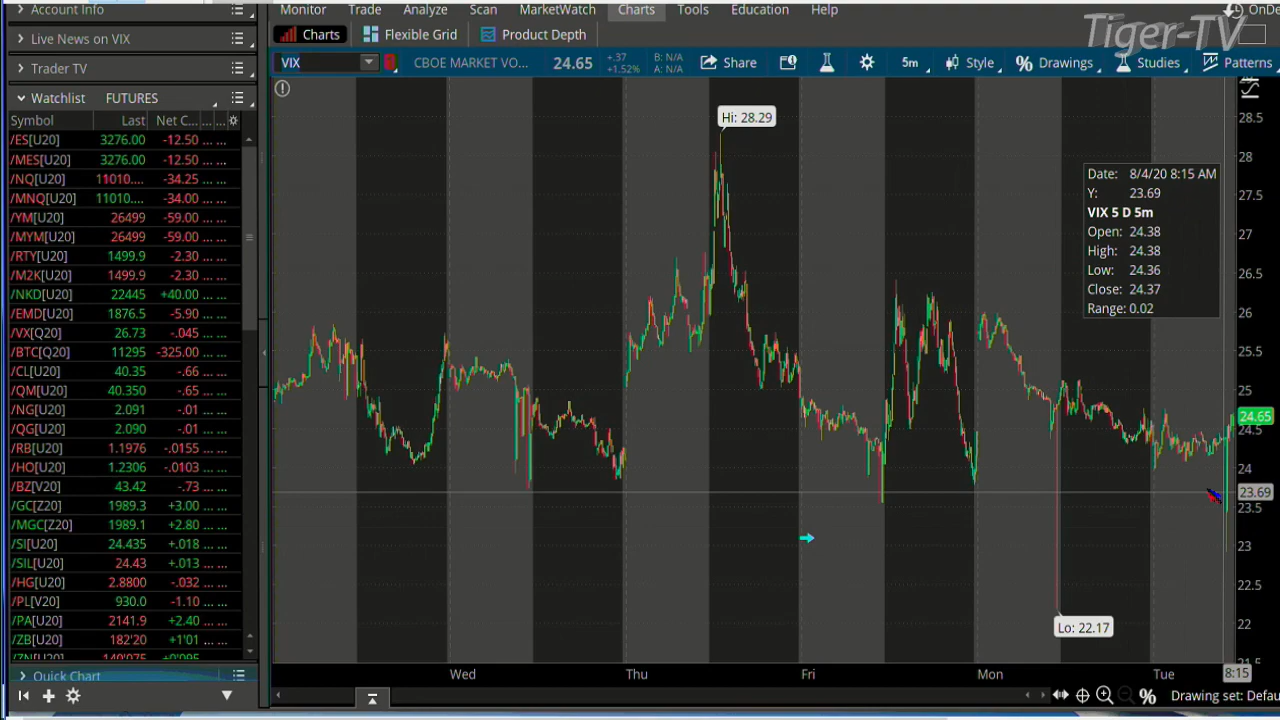 Account Info
Live News on VIX
Trader TV
Watchlist FUTURES
Symbol Last Net C... ... ...
/ES[U20] 3276.00 -12.50 ... ...
/MES[U20] 3276.00 -12.50 ... ...
/NQ[U20] 11010.... -34.25 ... ...
/MNQ[U20] 11010.... -34.00 ... ...
/YM[U20] 26499 -59.00 ... ...
/MYM[U20] 26499 -59.00 ... ...
/RTY[U20] 1499.9 -2.30 ... ...
/M2K[U20] 1499.9 -2.30 ... ...
/NKD[U20] 22445 +40.00 ... ...
/EMD[U20] 1876.5 -5.90 ... ...
/VX[Q20] 26.73 -.045 ... ...
/BTC[Q20] 11295 -325.00 ... ...
/CL[U20] 40.35 -.66 ... ...
/QM[U20] 40.350 -.65 ... ...
/NG[U20] 2.091 -.01 ... ...
/QG[U20] 2.090 -.01 ... ...
/RB[U20] 1.1976 -.0155 ... ...
/HO[U20] 1.2306 -.0103 ... ...
/BZ[V20] 43.42 -.73 ... ...
/GC[Z20] 1989.3 +3.00 ... ...
/MGC[Z20] 1989.1 +2.80 ... ...
/SI[U20] 24.435 +.018 ... ...
/SIL[U20] 24.43 +.013 ... ...
/HG[U20] 2.8800 -.032 ... ...
/PL[V20] 930.0 -1.10 ... ...
/PA[U20] 2141.9 +2.40 ... ...
/ZB[U20] 182'20 +1'01 ... ...
/ZN[U20] 140'075 +0'095 ... ...
Quick Chart
Monitor Trade Analyze Scan MarketWatch Charts Tools Education Help
OnDe
Tiger-TV
Charts Flexible Grid Product Depth
VIX CBOE MARKET VO... 24.65 +.37 +1.52% B: N/A A: N/A Share 5m Style Drawings Studies Patterns
Hi: 28.29
Date: 8/4/20 8:15 AM
Y: 23.69
VIX 5 D 5m
Open: 24.38
High: 24.38
Low: 24.36
Close: 24.37
Range: 0.02
28.5
28
27.5
27
26.5
26
25.5
25
24.65
24.5
24
23.69
23.5
23
22.5
22
21.5
Lo: 22.17
Wed Thu Fri Mon Tue 8:15
Drawing set: Defau